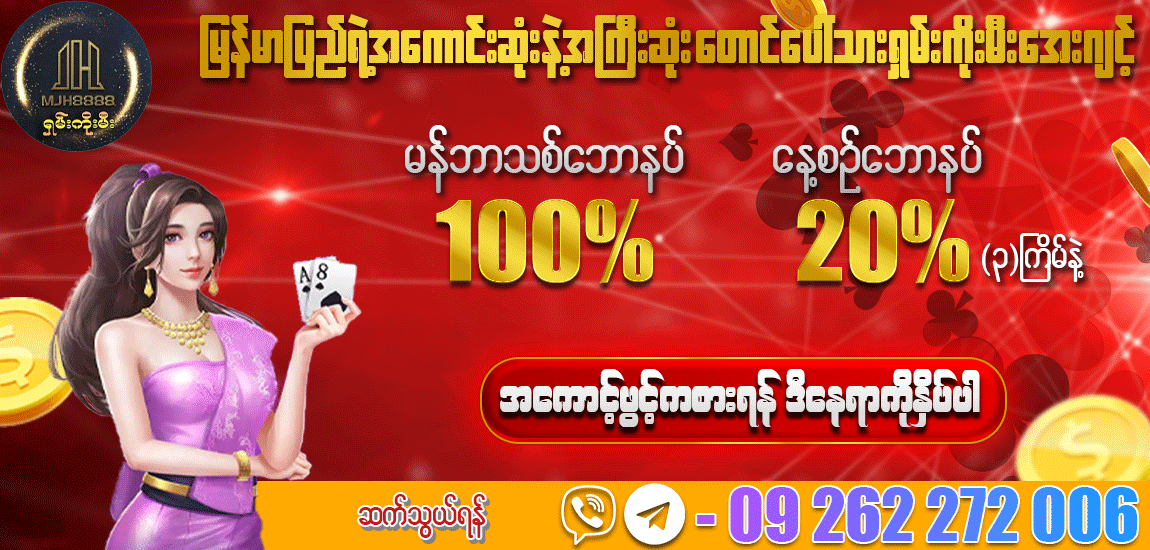 မြန်မာပြည်ရဲ့အကောင်းဆုံးနဲ့အကြီးဆုံး တောင်ပေါ်သားရှမ်းကိုးမီးအေးဂျင့်
MJH8888
ရှမ်းကိုးမီး
မန်ဘာသစ်ဘောနပ်
100%
နေ့စဉ်ဘောနပ်
20% (၃)ကြိမ်နဲ့
A 8
အကောင့်ဖွင့်ကစားရန် ဒီနေရာကိုနှိပ်ပါ
ဆက်သွယ်ရန်
- 09 262 272 006